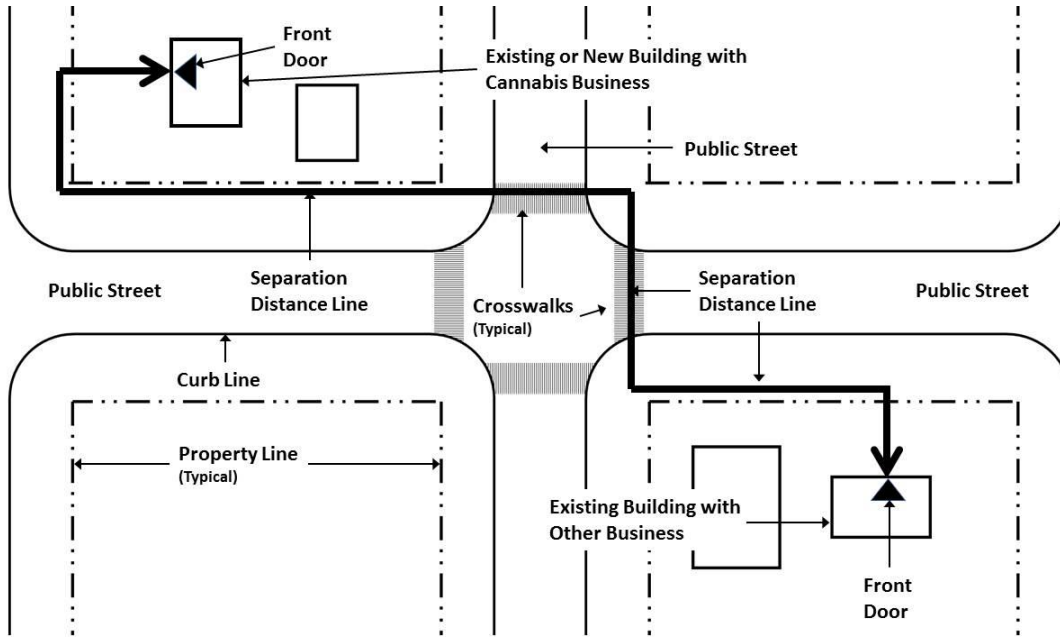 Front
Door
Existing or New Building with
Cannabis Business
Public Street
Public Street
Separation
Distance Line
Crosswalks
(Typical)
Separation
Distance Line
Public Street
Curb Line
Property Line
(Typical)
Existing Building with
Other Business
Front
Door